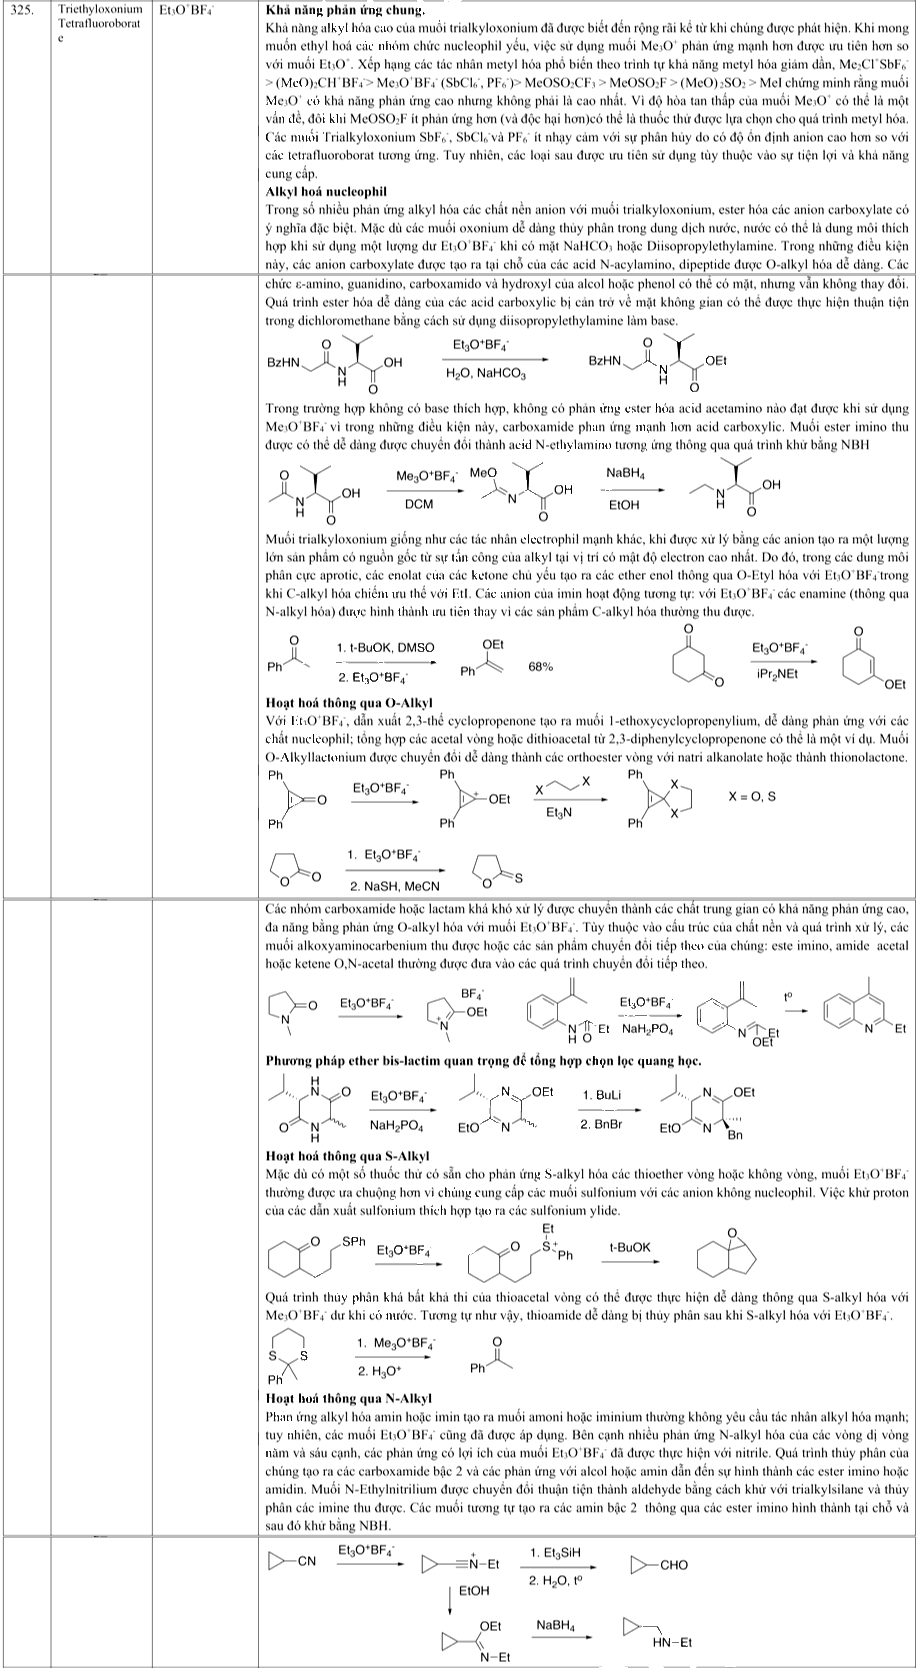 325.
Triethyloxonium
Tetrafluoroborat
e
Et₃O⁺BF₄⁻
Khả năng phản ứng chung.
Khả năng alkyl hóa cao của muối trialkyloxonium đã được biết đến rộng rãi kể từ khi chúng được phát hiện. Khi mong
muốn ethyl hoá các nhóm chức nucleophil yếu, việc sử dụng muối Me₃O⁺ phản ứng mạnh hơn được ưu tiên hơn so
với muối Et₃O⁺. Xếp hạng các tác nhân metyl hóa phổ biến theo trình tự khả năng metyl hóa giảm dần, Me₂Cl⁺SbF₆⁻
> (MeO)₂CH⁺BF₄⁻> Me₃O⁺BF₄⁻ (SbCl₆⁻, PF₆⁻)> MeOSO₂CF₃ > MeOSO₂F > (MeO)₂SO₂ > MeI chứng minh rằng muối
Me₃O⁺ có khả năng phản ứng cao nhưng không phải là cao nhất. Vì độ hòa tan thấp của muối Me₃O⁺ có thể là một
vấn đề, đôi khi MeOSO₂F ít phản ứng hơn (và độc hại hơn)có thể là thuốc thử được lựa chọn cho quá trình metyl hóa.
Các muối Trialkyloxonium SbF₆⁻, SbCl₆⁻và PF₆⁻ ít nhạy cảm với sự phân hủy do có độ ổn định anion cao hơn so với
các tetrafluoroborat tương ứng. Tuy nhiên, các loại sau được ưu tiên sử dụng tùy thuộc vào sự tiện lợi và khả năng
cung cấp.
Alkyl hoá nucleophil
Trong số nhiều phản ứng alkyl hóa các chất nền anion với muối trialkyloxonium, ester hóa các anion carboxylate có
ý nghĩa đặc biệt. Mặc dù các muối oxonium dễ dàng thủy phân trong dung dịch nước, nước có thể là dung môi thích
hợp khi sử dụng một lượng dư Et₃O⁺BF₄⁻ khi có mặt NaHCO₃ hoặc Diisopropylethylamine. Trong những điều kiện
này, các anion carboxylate được tạo ra tại chỗ của các acid N-acylamino, dipeptide được O-alkyl hóa dễ dàng. Các
chức ε-amino, guanidino, carboxamido và hydroxyl của alcol hoặc phenol có thể có mặt, nhưng vẫn không thay đổi.
Quá trình ester hóa dễ dàng của các acid carboxylic bị cản trở về mặt không gian có thể được thực hiện thuận tiện
trong dichloromethane bằng cách sử dụng diisopropylethylamine làm base.
BzHN O N H O OH Et₃O⁺BF₄⁻ H₂O, NaHCO₃ BzHN O N H O OEt
Trong trường hợp không có base thích hợp, không có phản ứng ester hóa acid acetamino nào đạt được khi sử dụng
Me₃O⁺BF₄⁻ vì trong những điều kiện này, carboxamide phản ứng mạnh hơn acid carboxylic. Muối ester imino thu
được có thể dễ dàng được chuyển đổi thành acid N-ethylamino tương ứng thông qua quá trình khử bằng NBH
O N H O OH Me₃O⁺BF₄⁻ DCM MeO N O OH NaBH₄ EtOH N H O OH
Muối trialkyloxonium giống như các tác nhân electrophil mạnh khác, khi được xử lý bằng các anion tạo ra một lượng
lớn sản phẩm có nguồn gốc từ sự tấn công của alkyl tại vị trí có mật độ electron cao nhất. Do đó, trong các dung môi
phân cực aprotic, các enolat của các ketone chủ yếu tạo ra các ether enol thông qua O-Etyl hóa với Et₃O⁺BF₄⁻trong
khi C-alkyl hóa chiếm ưu thế với EtI. Các anion của imin hoạt động tương tự: với Et₃O⁺BF₄⁻ các enamine (thông qua
N-alkyl hóa) được hình thành ưu tiên thay vì các sản phẩm C-alkyl hóa thường thu được.
O Ph 1. t-BuOK, DMSO 2. Et₃O⁺BF₄⁻ OEt Ph 68% O O Et₃O⁺BF₄⁻ iPr₂NEt O OEt
Hoạt hoá thông qua O-Alkyl
Với Et₃O⁺BF₄⁻, dẫn xuất 2,3-thế cyclopropenone tạo ra muối 1-ethoxycyclopropenylium, dễ dàng phản ứng với các
chất nucleophil; tổng hợp các acetal vòng hoặc dithioacetal từ 2,3-diphenylcyclopropenone có thể là một ví dụ. Muối
O-Alkyllactonium được chuyển đổi dễ dàng thành các orthoester vòng với natri alkanolate hoặc thành thionolactone.
Ph Ph O Et₃O⁺BF₄⁻ Ph Ph + OEt X X Et₃N Ph Ph X X X = O, S
O O 1. Et₃O⁺BF₄⁻ 2. NaSH, MeCN O S
Các nhóm carboxamide hoặc lactam khá khó xử lý được chuyển thành các chất trung gian có khả năng phản ứng cao,
đa năng bằng phản ứng O-alkyl hóa với muối Et₃O⁺BF₄⁻. Tùy thuộc vào cấu trúc của chất nền và quá trình xử lý, các
muối alkoxyaminocarbenium thu được hoặc các sản phẩm chuyển đổi tiếp theo của chúng: este imino, amide acetal
hoặc ketene O,N-acetal thường được đưa vào các quá trình chuyển đổi tiếp theo.
N O Et₃O⁺BF₄⁻ BF₄⁻ N + OEt N H O Et Et₃O⁺BF₄⁻ NaH₂PO₄ N Et OEt t⁰ N Et
Phương pháp ether bis-lactim quan trọng để tổng hợp chọn lọc quang học.
H N O O N H Et₃O⁺BF₄⁻ NaH₂PO₄ N OEt EtO N 1. BuLi 2. BnBr N OEt EtO N Bn
Hoạt hoá thông qua S-Alkyl
Mặc dù có một số thuốc thử có sẵn cho phản ứng S-alkyl hóa các thioether vòng hoặc không vòng, muối Et₃O⁺BF₄⁻
thường được ưa chuộng hơn vì chúng cung cấp các muối sulfonium với các anion không nucleophil. Việc khử proton
của các dẫn xuất sulfonium thích hợp tạo ra các sulfonium ylide.
O SPh Et₃O⁺BF₄⁻ O Et S + Ph t-BuOK O
Quá trình thủy phân khá bất khả thi của thioacetal vòng có thể được thực hiện dễ dàng thông qua S-alkyl hóa với
Me₃O⁺BF₄⁻ dư khi có nước. Tương tự như vậy, thioamide dễ dàng bị thủy phân sau khi S-alkyl hóa với Et₃O⁺BF₄⁻.
S S Ph 1. Me₃O⁺BF₄⁻ 2. H₃O⁺ O Ph
Hoạt hoá thông qua N-Alkyl
Phản ứng alkyl hóa amin hoặc imin tạo ra muối amoni hoặc iminium thường không yêu cầu tác nhân alkyl hóa mạnh;
tuy nhiên, các muối Et₃O⁺BF₄⁻ cũng đã được áp dụng. Bên cạnh nhiều phản ứng N-alkyl hóa của các vòng dị vòng
năm và sáu cạnh, các phản ứng có lợi ích của muối Et₃O⁺BF₄⁻ đã được thực hiện với nitrile. Quá trình thủy phân của
chúng tạo ra các carboxamide bậc 2 và các phản ứng với alcol hoặc amin dẫn đến sự hình thành các ester imino hoặc
amidin. Muối N-Ethylnitrilium được chuyển đổi thuận tiện thành aldehyde bằng cách khử với trialkylsilane và thủy
phân các imine thu được. Các muối tương tự tạo ra các amin bậc 2 thông qua các ester imino hình thành tại chỗ và
sau đó khử bằng NBH.
CN Et₃O⁺BF₄⁻ + N–Et 1. Et₃SiH 2. H₂O, t⁰ CHO
EtOH
OEt N–Et NaBH₄ HN–Et